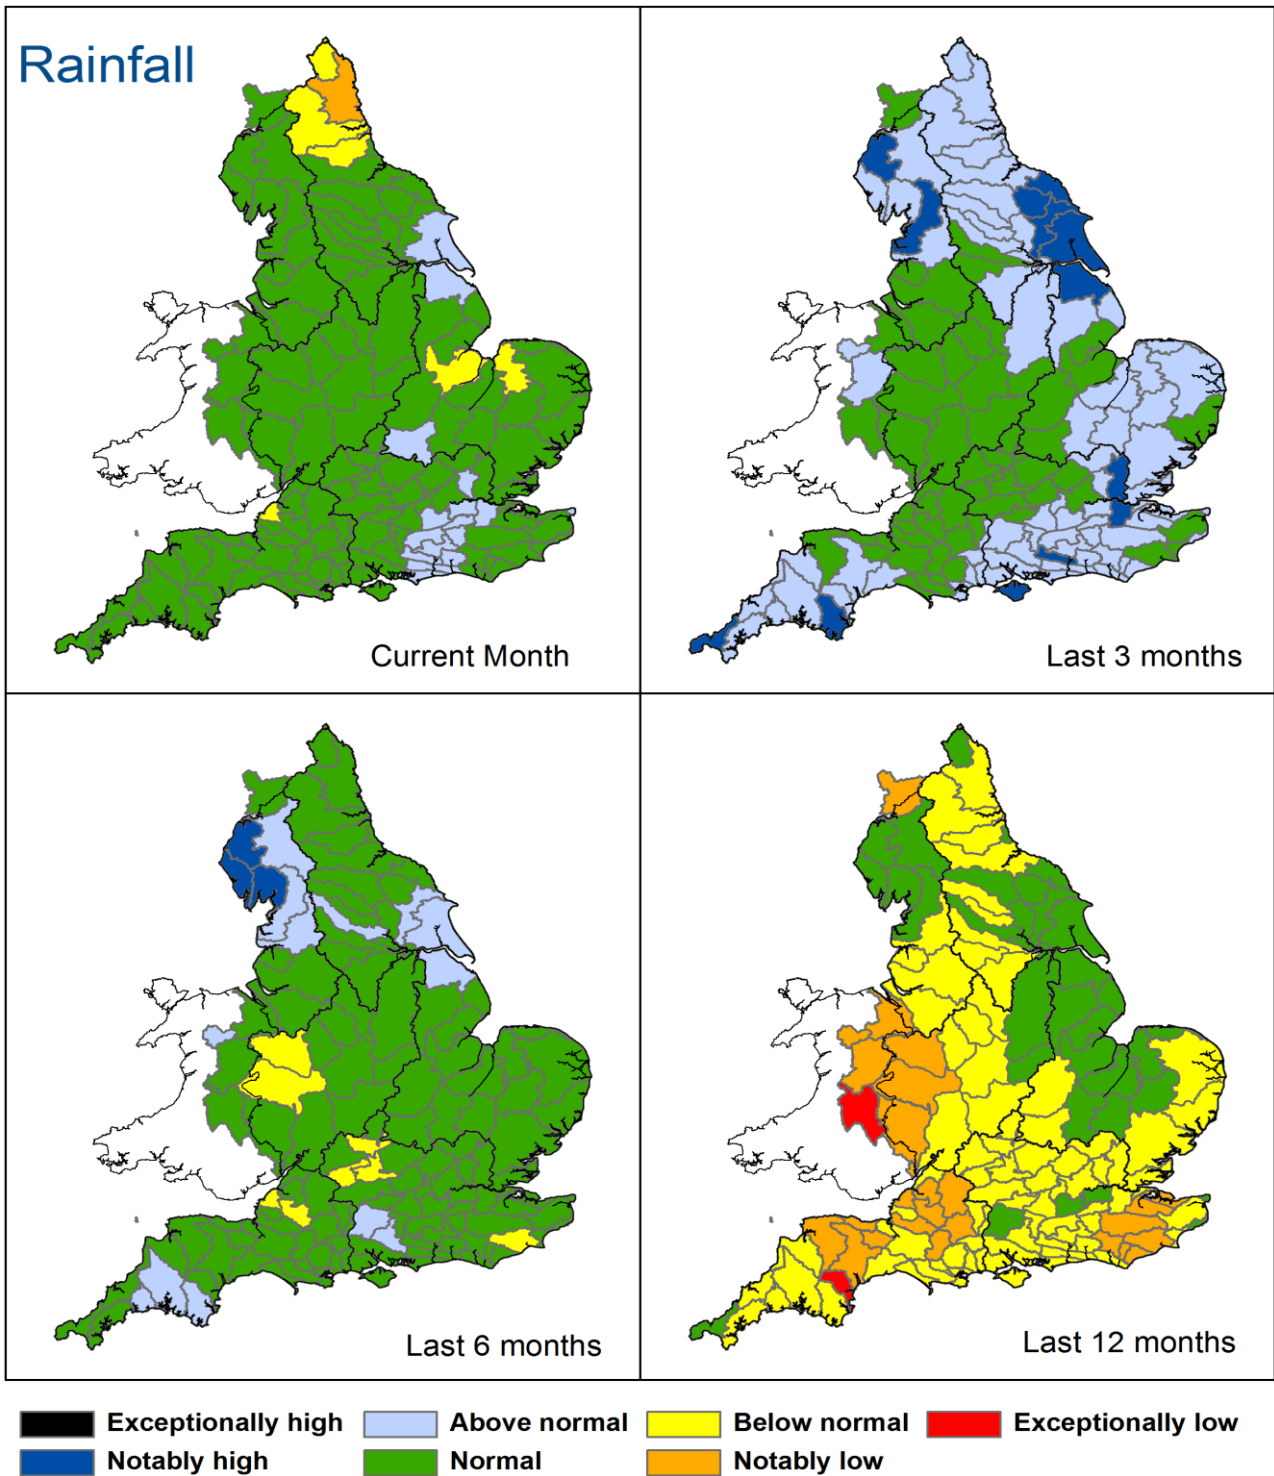 Rainfall
Current Month
Last 3 months
Last 6 months
Last 12 months
Exceptionally high
Above normal
Below normal
Exceptionally low
Notably high
Normal
Notably low